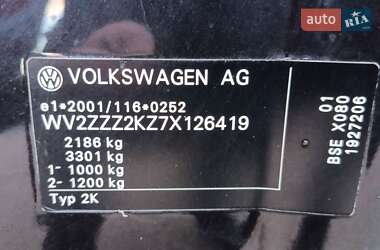 auto RIA
VOLKSWAGEN AG
e1*2001/116*0252
WV2ZZZ2KZ7X126419
2186 kg
3301 kg
1- 1000 kg
2- 1200 kg
Typ 2K
01
BSE X080
1927206